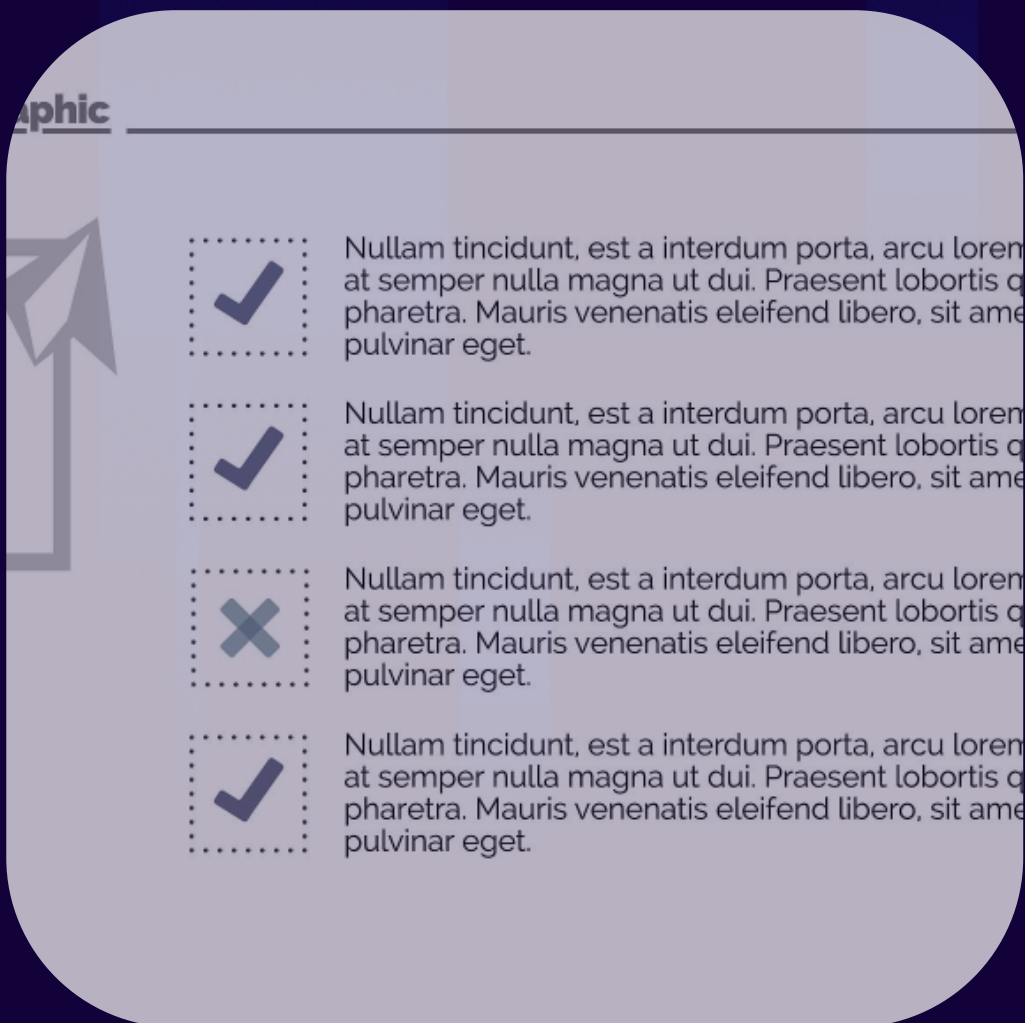 aphic
Nullam tincidunt, est a interdum porta, arcu lorem
at semper nulla magna ut dui. Praesent lobortis q
pharetra. Mauris venenatis eleifend libero, sit ame
pulvinar eget.
Nullam tincidunt, est a interdum porta, arcu lorem
at semper nulla magna ut dui. Praesent lobortis q
pharetra. Mauris venenatis eleifend libero, sit ame
pulvinar eget.
Nullam tincidunt, est a interdum porta, arcu lorem
at semper nulla magna ut dui. Praesent lobortis q
pharetra. Mauris venenatis eleifend libero, sit ame
pulvinar eget.
Nullam tincidunt, est a interdum porta, arcu lorem
at semper nulla magna ut dui. Praesent lobortis q
pharetra. Mauris venenatis eleifend libero, sit ame
pulvinar eget.